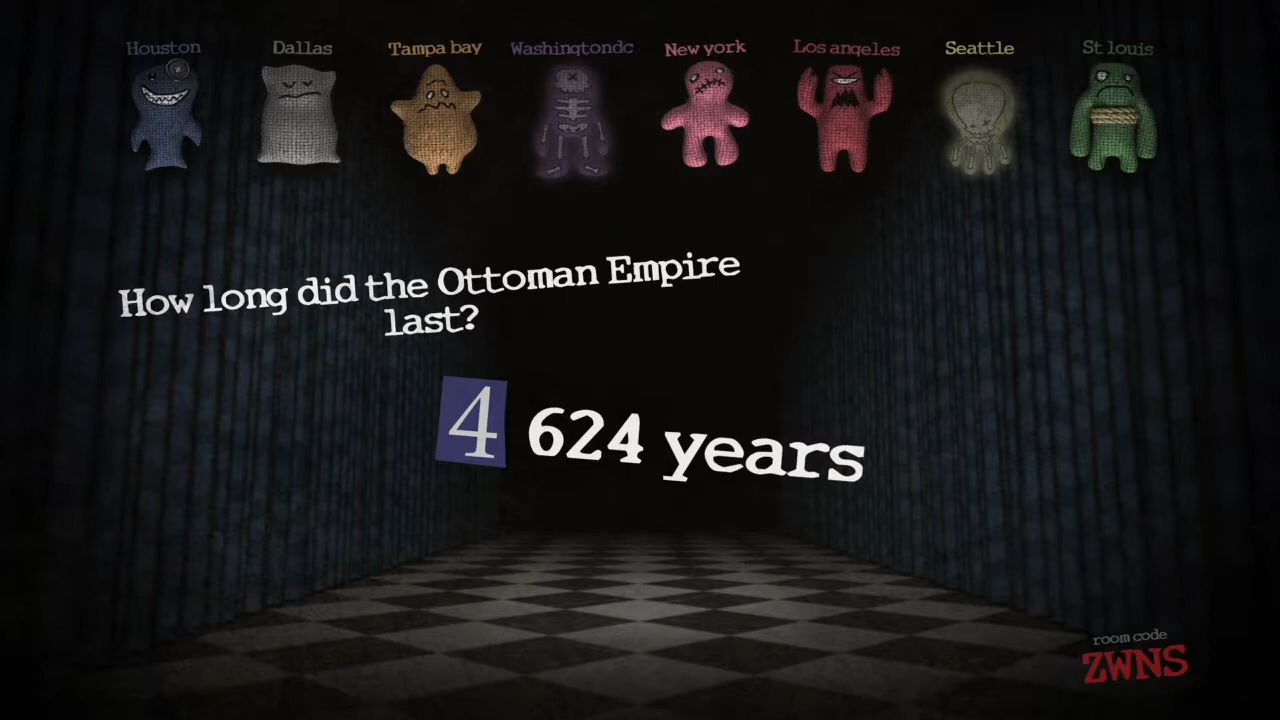 Houston
Dallas
Tampa bay
Washingtondc
New york
Los angeles
Seattle
St louis
How long did the Ottoman Empire
last?
4 624 years
room code
ZWNS